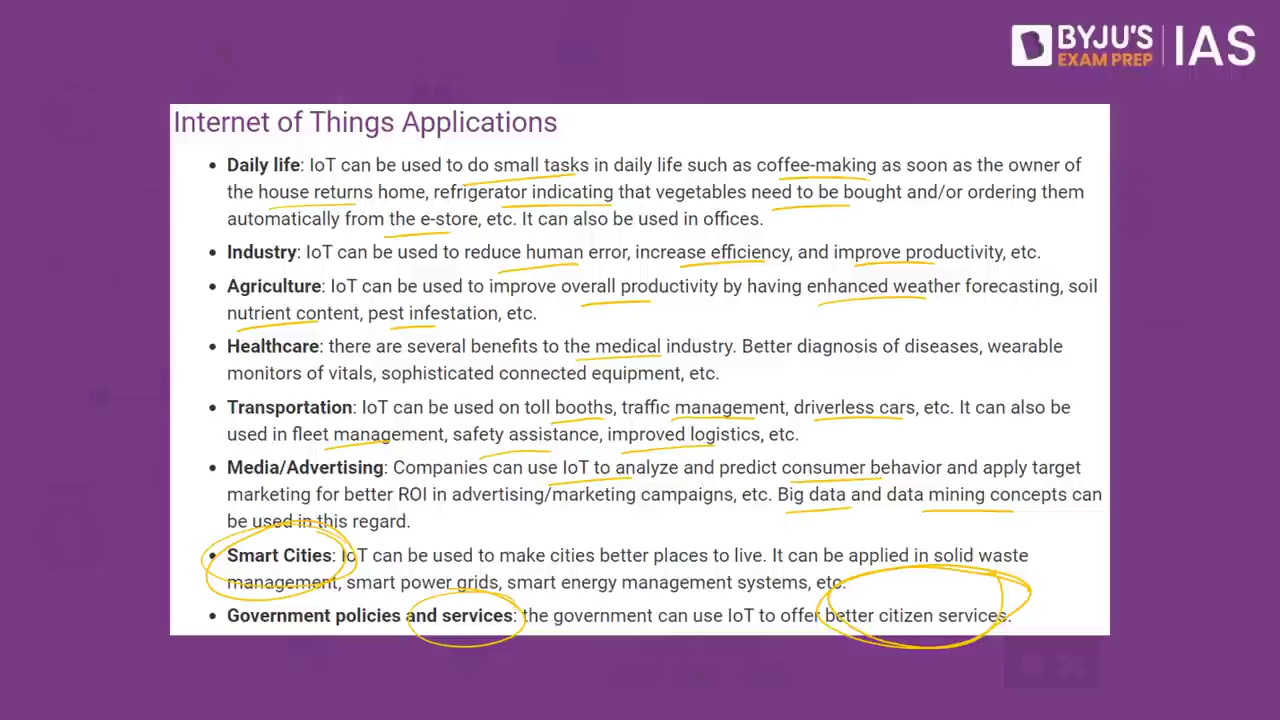 BYJU'S
EXAM PREP
IAS
Internet of Things Applications
• Daily life: IoT can be used to do small tasks in daily life such as coffee-making as soon as the owner of
the house returns home, refrigerator indicating that vegetables need to be bought and/or ordering them
automatically from the e-store, etc. It can also be used in offices.
• Industry: IoT can be used to reduce human error, increase efficiency, and improve productivity, etc.
• Agriculture: IoT can be used to improve overall productivity by having enhanced weather forecasting, soil
nutrient content, pest infestation, etc.
• Healthcare: there are several benefits to the medical industry. Better diagnosis of diseases, wearable
monitors of vitals, sophisticated connected equipment, etc.
• Transportation: IoT can be used on toll booths, traffic management, driverless cars, etc. It can also be
used in fleet management, safety assistance, improved logistics, etc.
• Media/Advertising: Companies can use IoT to analyze and predict consumer behavior and apply target
marketing for better ROI in advertising/marketing campaigns, etc. Big data and data mining concepts can
be used in this regard.
• Smart Cities: IoT can be used to make cities better places to live. It can be applied in solid waste
management, smart power grids, smart energy management systems, etc.
• Government policies and services: the government can use IoT to offer better citizen services.